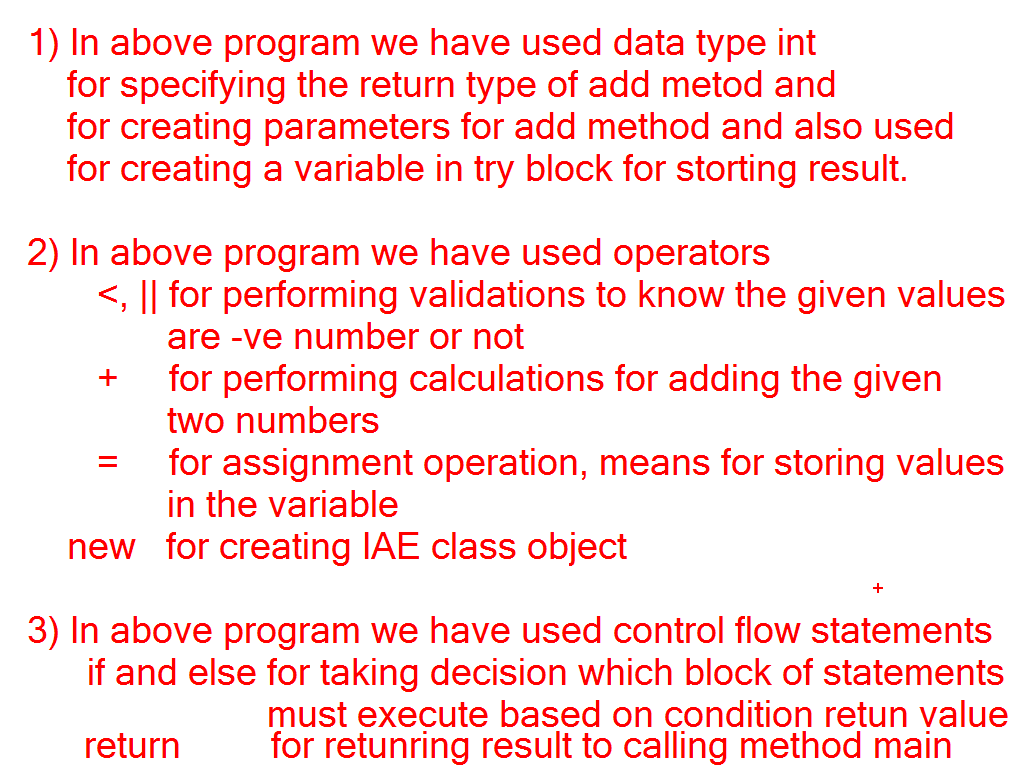 1) In above program we have used data type int
for specifying the return type of add metod and
for creating parameters for add method and also used
for creating a variable in try block for storting result.
2) In above program we have used operators
<, || for performing validations to know the given values
are -ve number or not
+ for performing calculations for adding the given
two numbers
= for assignment operation, means for storing values
in the variable
new for creating IAE class object
+
3) In above program we have used control flow statements
if and else for taking decision which block of statements
must execute based on condition retun value
return for retunring result to calling method main